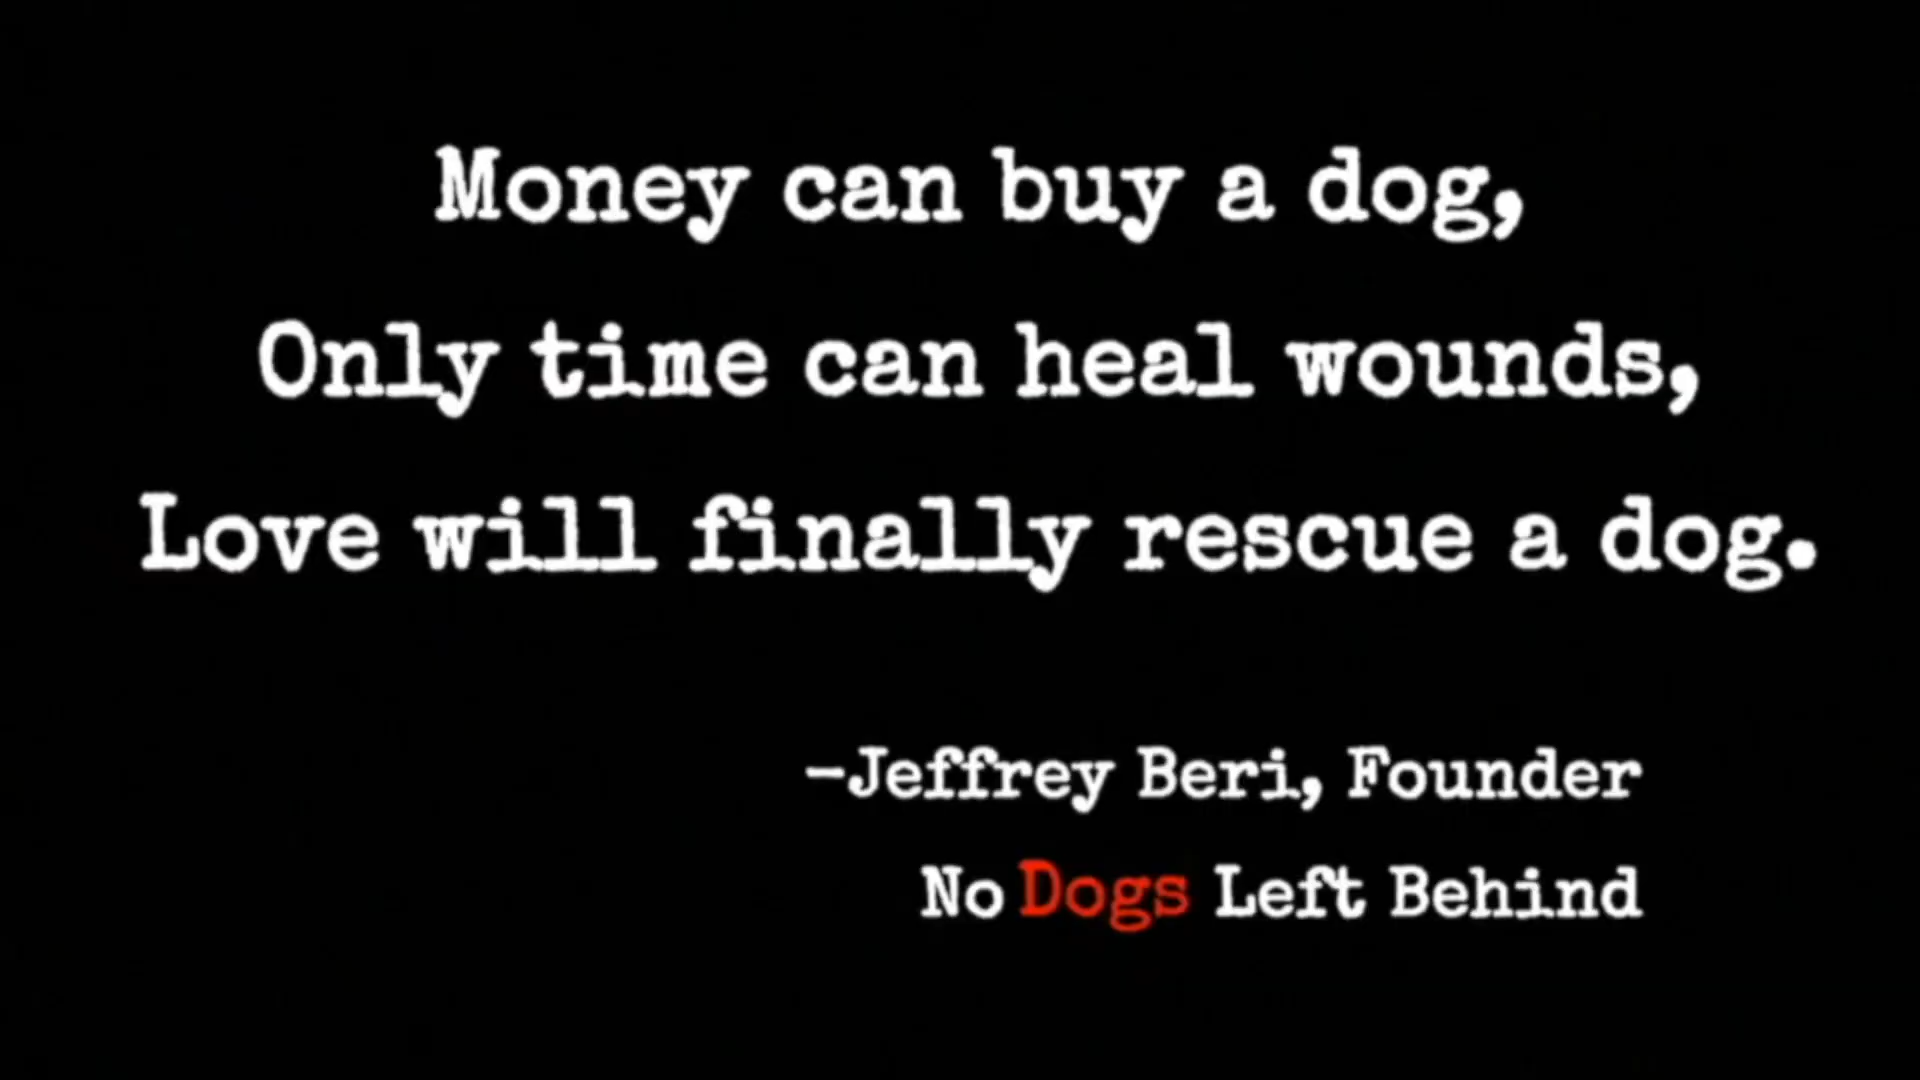 Money can buy a dog,
Only time can heal wounds,
Love will finally rescue a dog.
-Jeffrey Beri, Founder
No Dogs Left Behind